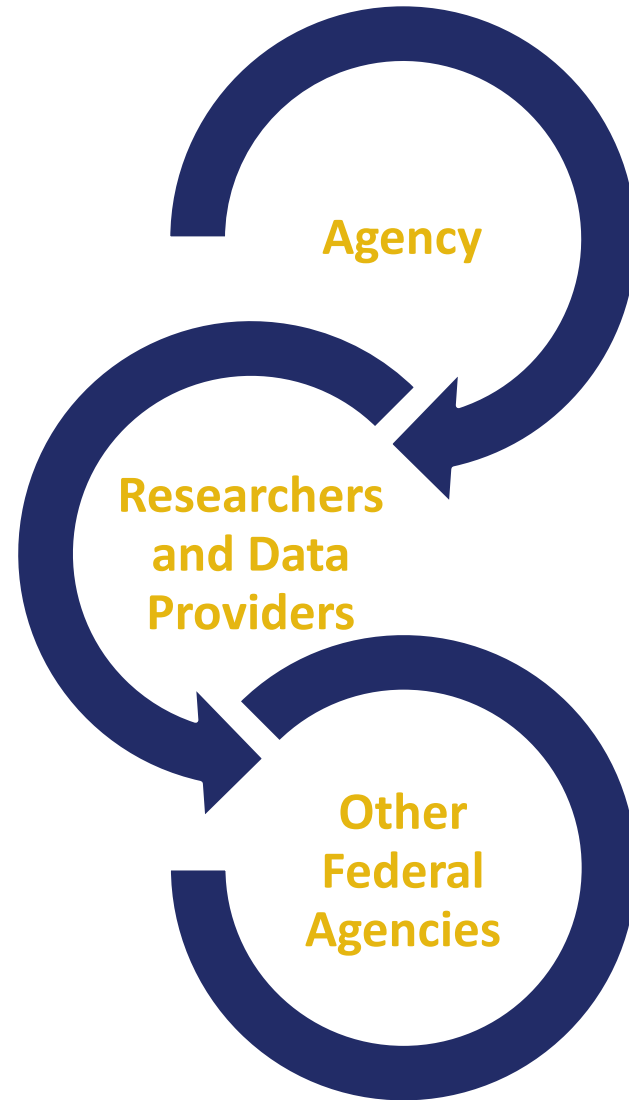 Agency
Researchers
and Data
Providers
Other
Federal
Agencies